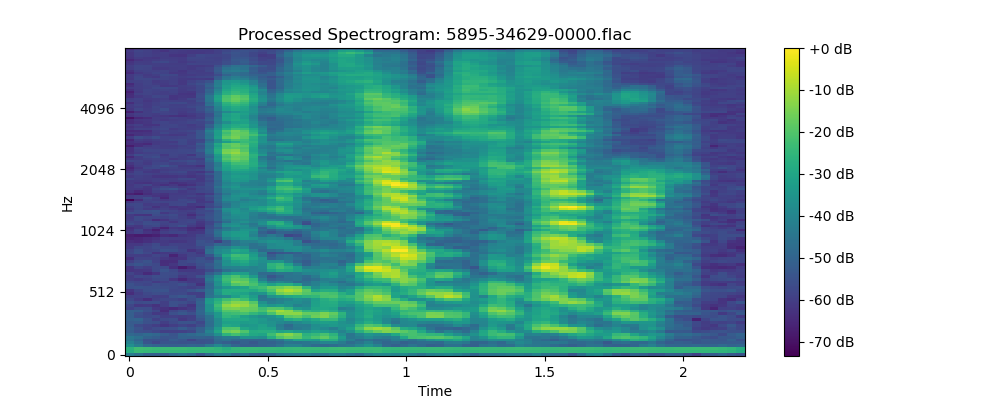 Processed Spectrogram: 5895-34629-0000.flac
Hz
4096
2048
1024
512
0
0
0.5
1
1.5
2
Time
+0 dB
-10 dB
-20 dB
-30 dB
-40 dB
-50 dB
-60 dB
-70 dB